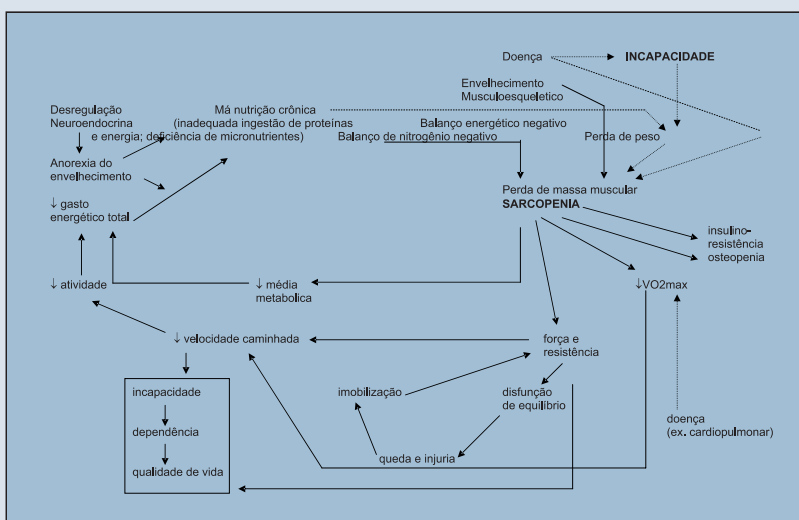 Doença
INCAPACIDADE
Envelhecimento
Musculoesqueletico
Desregulação
Neuroendocrina
Má nutrição crônica
(inadequada ingestão de proteínas
e energia; deficiência de micronutrientes)
Balanço energético negativo
Balanço de nitrogênio negativo
Perda de peso
Anorexia do
envelhecimento
↓ gasto
energético total
Perda de massa muscular
SARCOPENIA
insulino-
resistência
osteopenia
↓ atividade
↓ média
metabolica
↓VO2max
↓ velocidade caminhada
força e
resistência
incapacidade
dependência
qualidade de vida
imobilização
disfunção
de equilíbrio
queda e injuria
doença
(ex. cardiopulmonar)